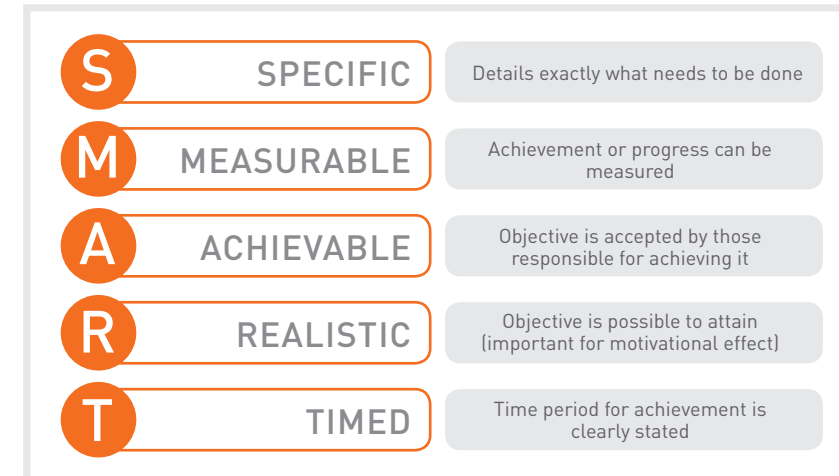 S SPECIFIC Details exactly what needs to be done
M MEASURABLE Achievement or progress can be
measured
A ACHIEVABLE Objective is accepted by those
responsible for achieving it
R REALISTIC Objective is possible to attain
(important for motivational effect)
T TIMED Time period for achievement is
clearly stated